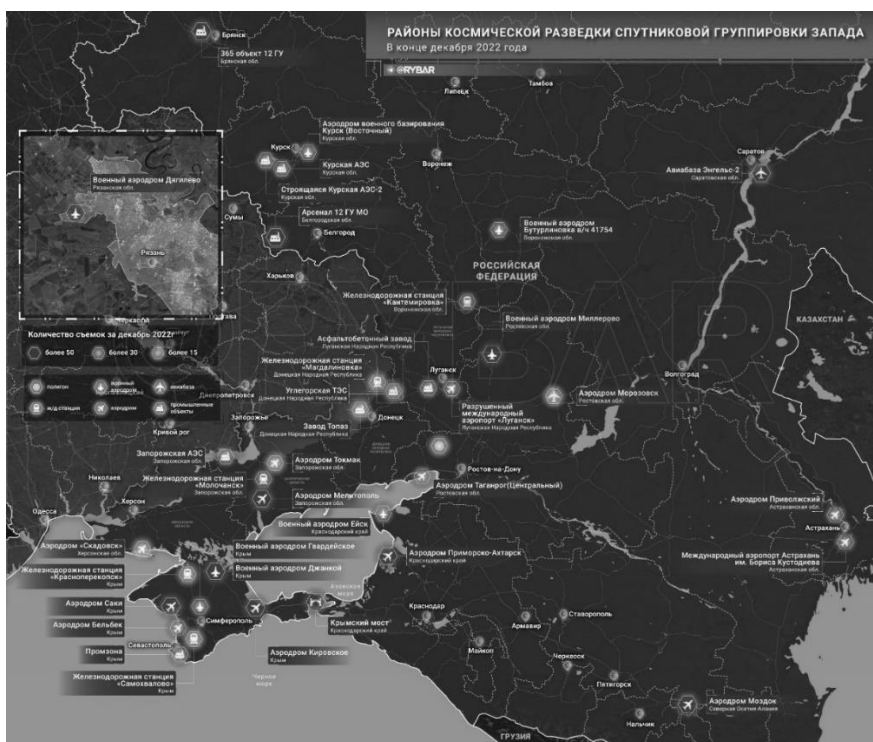 РАЙОНЫ КОСМИЧЕСКОЙ РАЗВЕДКИ СПУТНИКОВОЙ ГРУППИРОВКИ ЗАПАДА
В конце декабря 2022 года
@RYBAR
Брянск
365 объект 12 ГУ
Брянская обл.
Липецк
Тамбов
Аэродром военного базирования
Курск (Восточный)
Курская обл.
Курск
Курская АЭС
Курская обл.
Воронеж
Саратов
Авиабаза Энгельс-2
Саратовская обл.
Строящаяся Курская АЭС-2
Курская обл.
Военный аэродром Дягилево
Рязанская обл.
Рязань
Сумы
Арсенал 12 ГУ МО
Белгородская обл.
Белгород
Военный аэродром
Бутурлиновка в/ч 41754
Воронежская обл.
Харьков
РОССИЙСКАЯ
ФЕДЕРАЦИЯ
Железнодорожная станция
«Кантемировка»
Воронежская обл.
КАЗАХСТАН
Военный аэродром Миллерово
Ростовская обл.
Количество съемок за декабрь 2022г
более 50
более 30
более 15
полигон
военный
аэродром
авиабаза
ж/д станция
аэродром
промышленные
объекты
Асфальтобетонный завод
Луганская Народная Республика
Железнодорожная станция
«Магдалиновка»
Донецкая Народная Республика
Луганск
Волгоград
Углегорская ТЭС
Донецкая Народная Республика
Днепропетровск
Аэродром Морозовск
Ростовская обл.
Разрушенный
международный
аэропорт «Луганск»
Луганская Народная Республика
Завод Топаз
Донецкая Народная Республика
Донецк
Запорожье
Кривой рог
Запорожская АЭС
Запорожская обл.
Аэродром Токмак
Запорожская обл.
Ростов-на-Дону
Железнодорожная станция
«Молочанск»
Запорожская обл.
Аэродром Таганрог(Центральный)
Ростовская обл.
Николаев
Херсон
Одесса
Аэродром Мелитополь
Запорожская обл.
Аэродром Приволжский
Астраханская обл.
Астрахань
Военный аэродром Ейск
Краснодарский край
Аэродром «Скадовск»
Херсонская обл.
Военный аэродром Гвардейское
Крым
Аэродром Приморско-Ахтарск
Краснодарский край
Международный аэропорт Астрахань
им. Бориса Кустодиева
Астраханская обл.
Железнодорожная станция
«Красноперекопск»
Крым
Военный аэродром Джанкой
Крым
Азовское
море
Аэродром Саки
Крым
Симферополь
Крымский мост
Краснодарский край
Краснодар
Ставрополь
Армавир
Аэродром Бельбек
Крым
Севастополь
Майкоп
Черкесск
Промзона
Крым
Аэродром Кировское
Крым
Железнодорожная станция
«Самохвалово»
Крым
Черное
море
Пятигорск
Аэродром Моздок
Северная Осетия Алания
Нальчик
ГРУЗИЯ